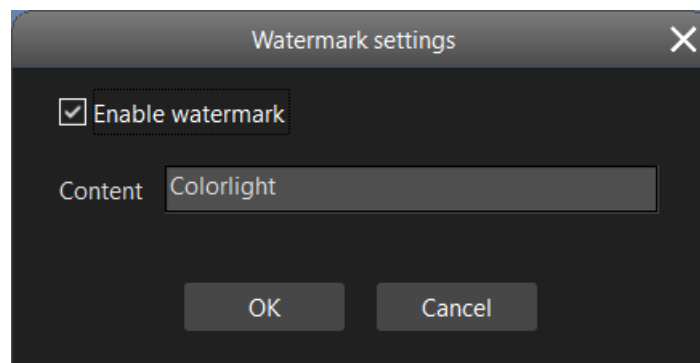 Watermark settings
Enable watermark
Content Colorlight
OK Cancel